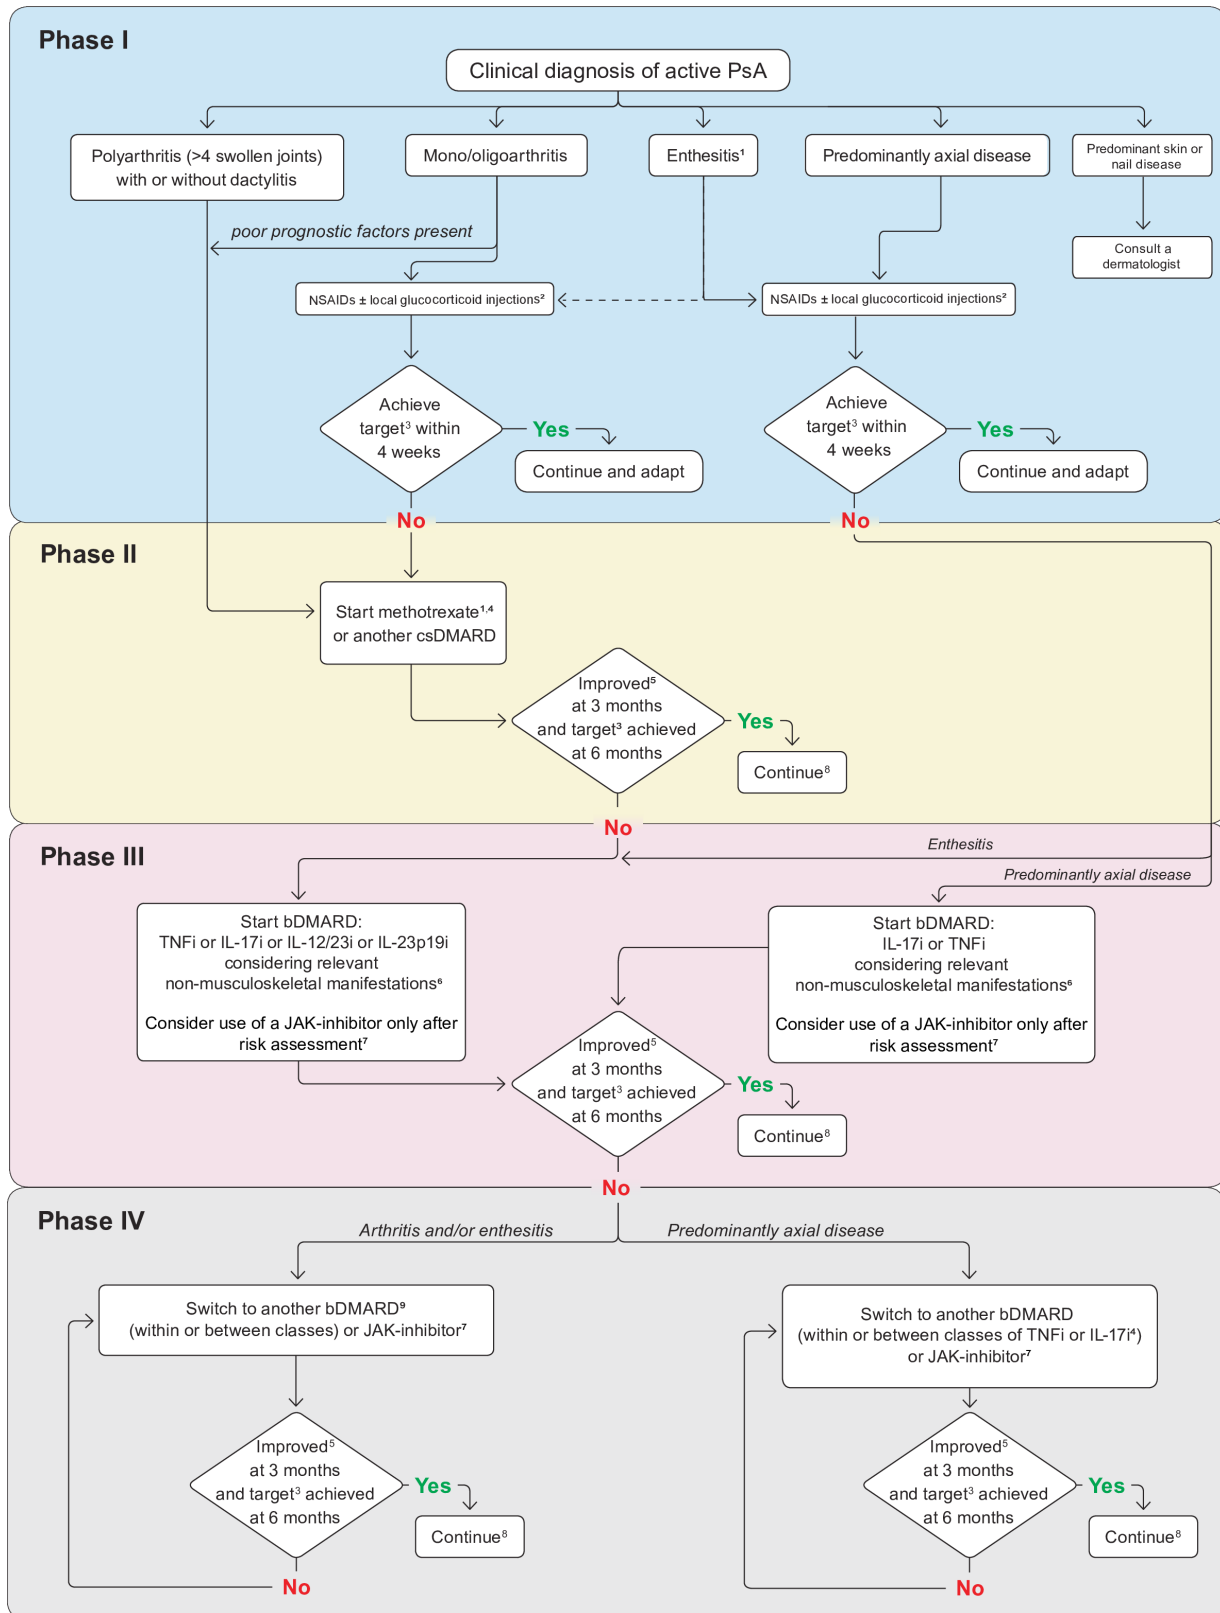 Phase I
Clinical diagnosis of active PsA
Polyarthritis (>4 swollen joints)
with or without dactylitis
Mono/oligoarthritis
Enthesitis¹
Predominantly axial disease
Predominant skin or
nail disease
poor prognostic factors present
Consult a
dermatologist
NSAIDs ± local glucocorticoid injections²
NSAIDs ± local glucocorticoid injections²
Achieve
target³ within
4 weeks
Yes
Continue and adapt
Achieve
target³ within
4 weeks
Yes
Continue and adapt
No
No
Phase II
Start methotrexate¹,⁴
or another csDMARD
Improved⁵
at 3 months
and target³ achieved
at 6 months
Yes
Continue⁸
No
Phase III
Enthesitis
Predominantly axial disease
Start bDMARD:
TNFi or IL-17i or IL-12/23i or IL-23p19i
considering relevant
non-musculoskeletal manifestations⁶
Consider use of a JAK-inhibitor only after
risk assessment⁷
Start bDMARD:
IL-17i or TNFi
considering relevant
non-musculoskeletal manifestations⁶
Consider use of a JAK-inhibitor only after
risk assessment⁷
Improved⁵
at 3 months
and target³ achieved
at 6 months
Yes
Continue⁸
No
Phase IV
Arthritis and/or enthesitis
Predominantly axial disease
Switch to another bDMARD⁹
(within or between classes) or JAK-inhibitor⁷
Switch to another bDMARD
(within or between classes of TNFi or IL-17i⁴)
or JAK-inhibitor⁷
Improved⁵
at 3 months
and target³ achieved
at 6 months
Yes
Continue⁸
No
Improved⁵
at 3 months
and target³ achieved
at 6 months
Yes
Continue⁸
No